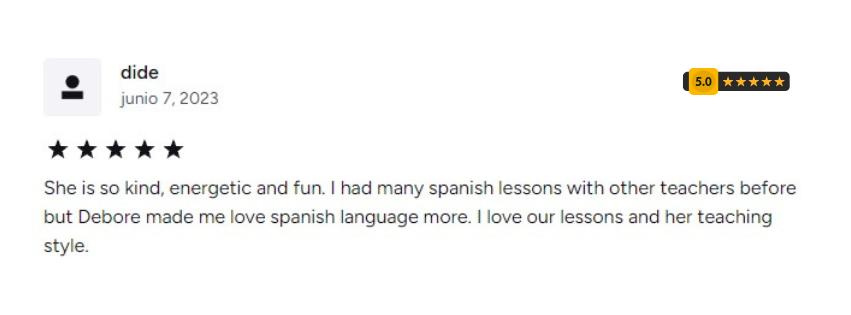 dide
junio 7, 2023
5.0
She is so kind, energetic and fun. I had many spanish lessons with other teachers before
but Debore made me love spanish language more. I love our lessons and her teaching
style.